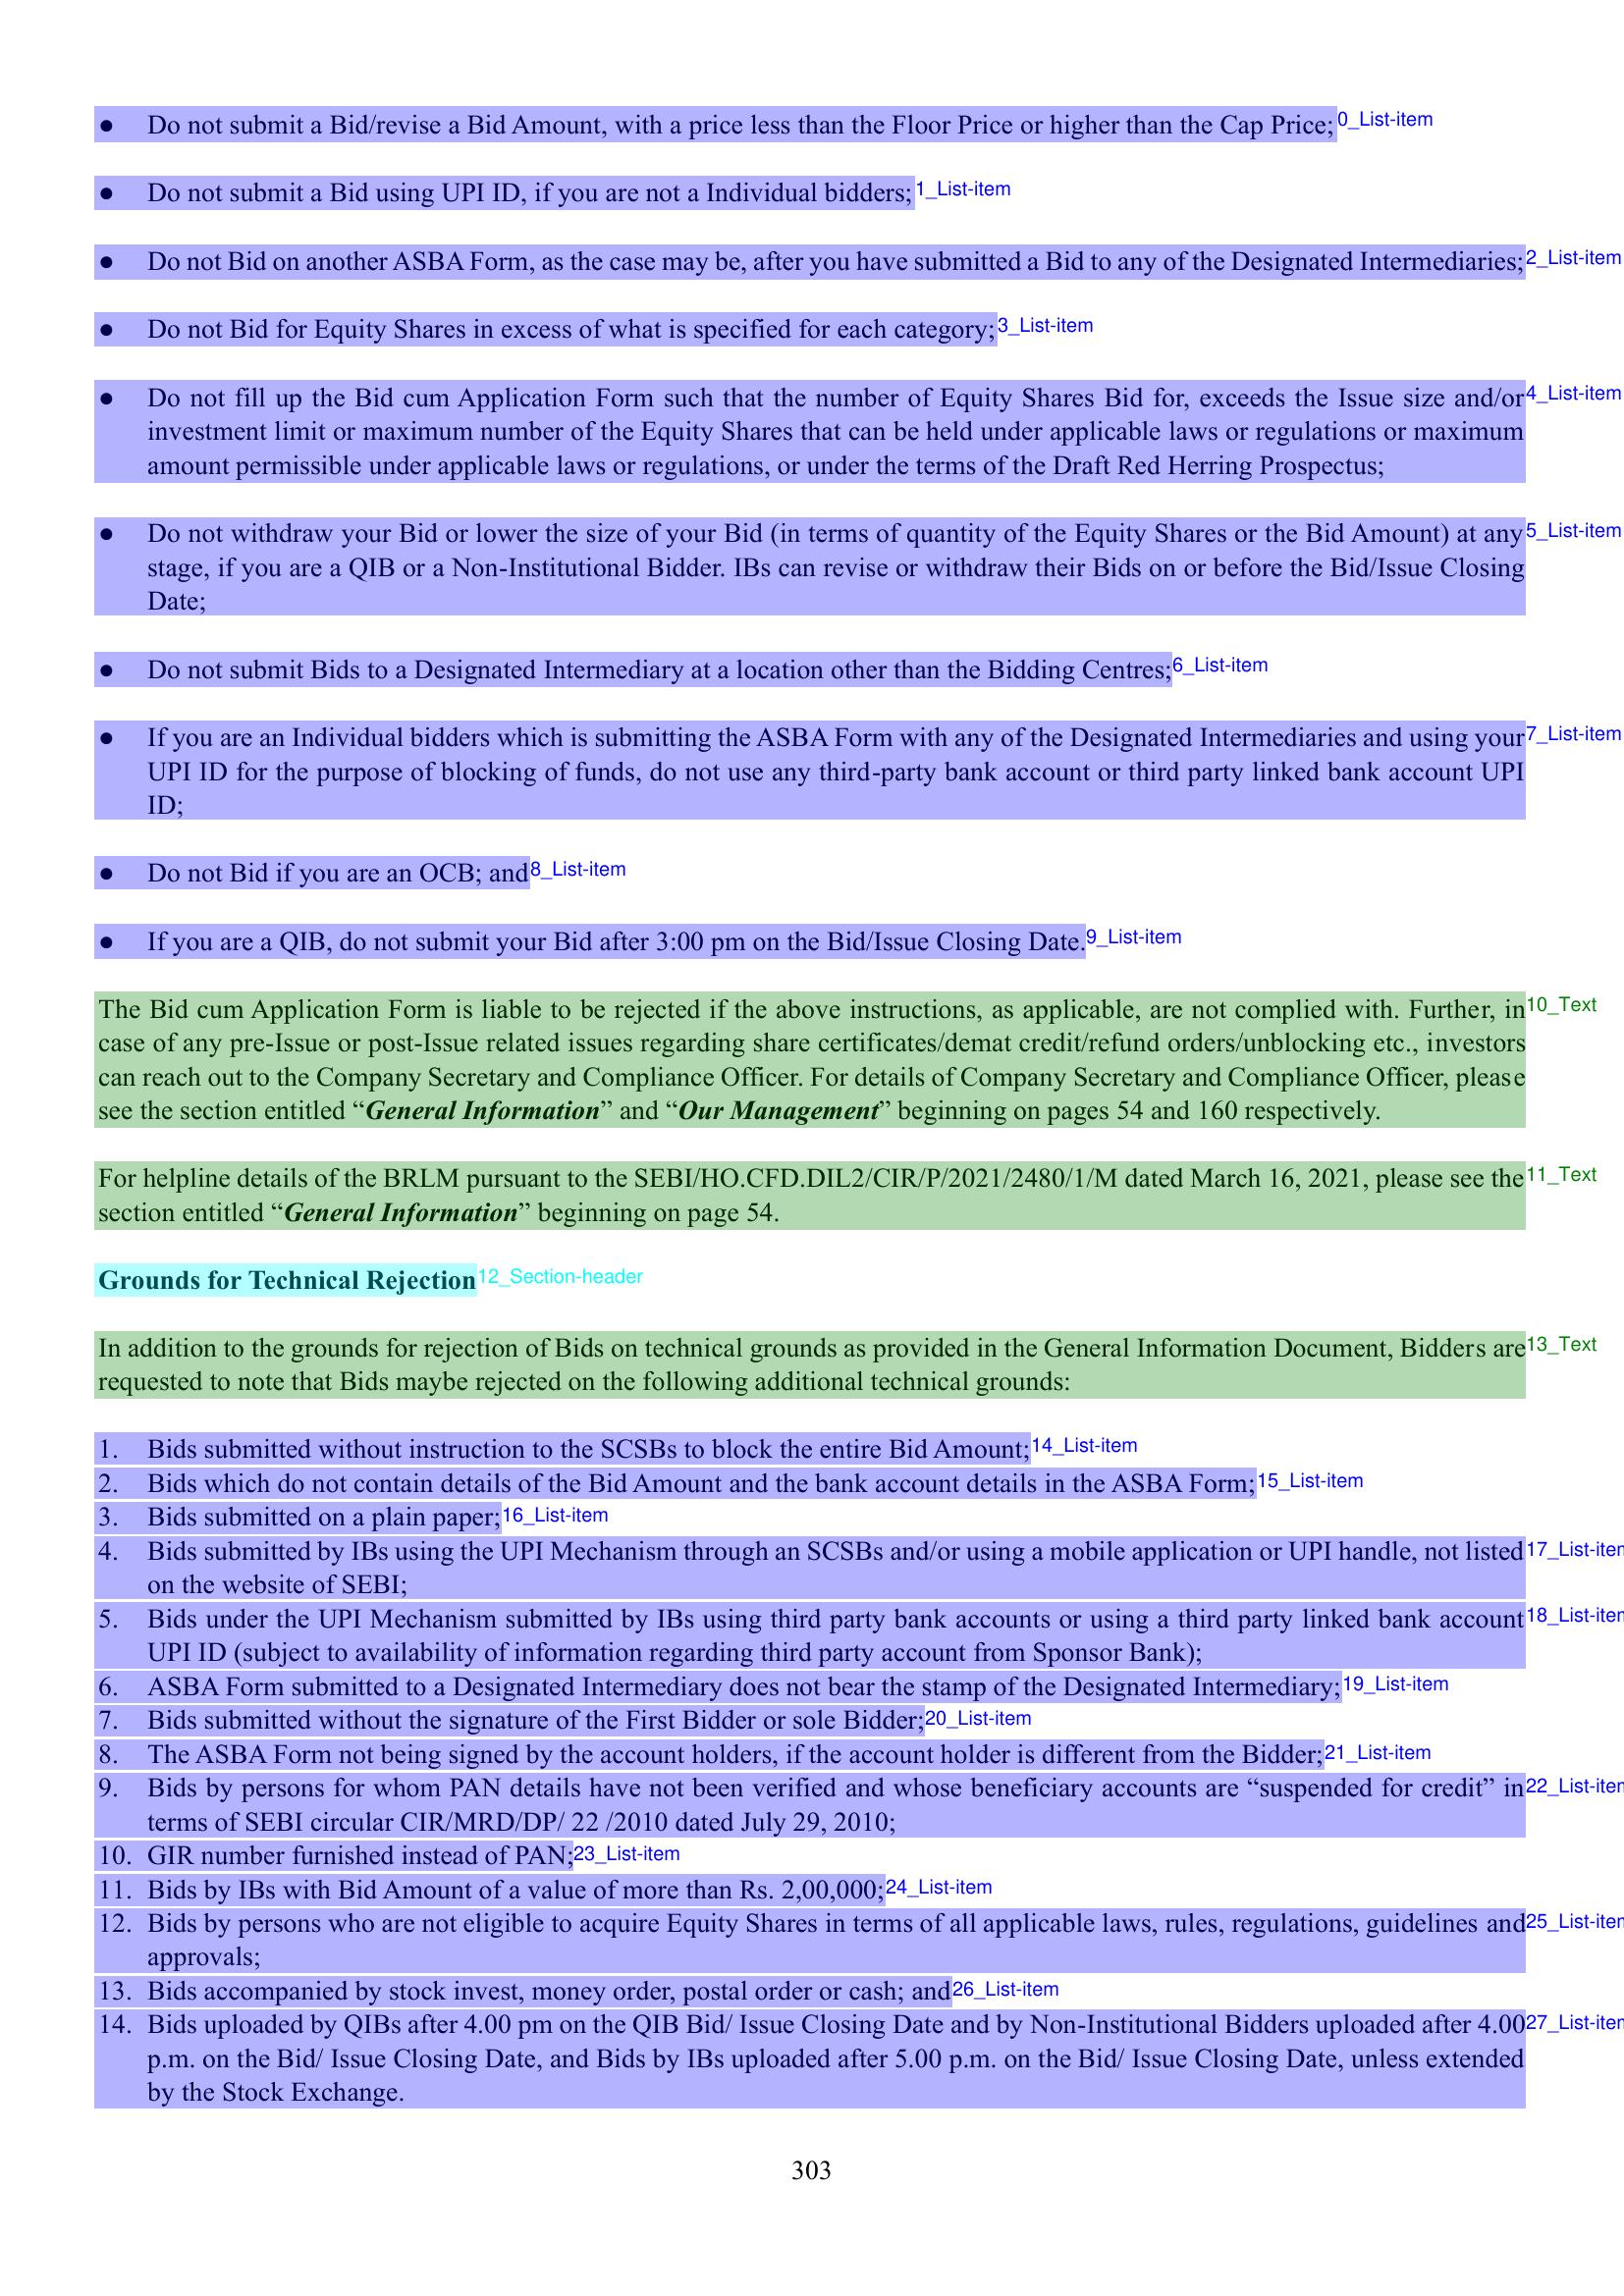 ● Do not submit a Bid/revise a Bid Amount, with a price less than the Floor Price or higher than the Cap Price; 0_List-item
● Do not submit a Bid using UPI ID, if you are not a Individual bidders; 1_List-item
● Do not Bid on another ASBA Form, as the case may be, after you have submitted a Bid to any of the Designated Intermediaries; 2_List-item
● Do not Bid for Equity Shares in excess of what is specified for each category; 3_List-item
● Do not fill up the Bid cum Application Form such that the number of Equity Shares Bid for, exceeds the Issue size and/or 4_List-item
investment limit or maximum number of the Equity Shares that can be held under applicable laws or regulations or maximum
amount permissible under applicable laws or regulations, or under the terms of the Draft Red Herring Prospectus;
● Do not withdraw your Bid or lower the size of your Bid (in terms of quantity of the Equity Shares or the Bid Amount) at any 5_List-item
stage, if you are a QIB or a Non-Institutional Bidder. IBs can revise or withdraw their Bids on or before the Bid/Issue Closing
Date;
● Do not submit Bids to a Designated Intermediary at a location other than the Bidding Centres; 6_List-item
● If you are an Individual bidders which is submitting the ASBA Form with any of the Designated Intermediaries and using your 7_List-item
UPI ID for the purpose of blocking of funds, do not use any third-party bank account or third party linked bank account UPI
ID;
● Do not Bid if you are an OCB; and 8_List-item
● If you are a QIB, do not submit your Bid after 3:00 pm on the Bid/Issue Closing Date. 9_List-item
The Bid cum Application Form is liable to be rejected if the above instructions, as applicable, are not complied with. Further, in 10_Text
case of any pre-Issue or post-Issue related issues regarding share certificates/demat credit/refund orders/unblocking etc., investors
can reach out to the Company Secretary and Compliance Officer. For details of Company Secretary and Compliance Officer, please
see the section entitled “General Information” and “Our Management” beginning on pages 54 and 160 respectively.
For helpline details of the BRLM pursuant to the SEBI/HO.CFD.DIL2/CIR/P/2021/2480/1/M dated March 16, 2021, please see the 11_Text
section entitled “General Information” beginning on page 54.
Grounds for Technical Rejection 12_Section-header
In addition to the grounds for rejection of Bids on technical grounds as provided in the General Information Document, Bidders are 13_Text
requested to note that Bids maybe rejected on the following additional technical grounds:
1. Bids submitted without instruction to the SCSBs to block the entire Bid Amount; 14_List-item
2. Bids which do not contain details of the Bid Amount and the bank account details in the ASBA Form; 15_List-item
3. Bids submitted on a plain paper; 16_List-item
4. Bids submitted by IBs using the UPI Mechanism through an SCSBs and/or using a mobile application or UPI handle, not listed 17_List-item
on the website of SEBI;
5. Bids under the UPI Mechanism submitted by IBs using third party bank accounts or using a third party linked bank account 18_List-item
UPI ID (subject to availability of information regarding third party account from Sponsor Bank);
6. ASBA Form submitted to a Designated Intermediary does not bear the stamp of the Designated Intermediary; 19_List-item
7. Bids submitted without the signature of the First Bidder or sole Bidder; 20_List-item
8. The ASBA Form not being signed by the account holders, if the account holder is different from the Bidder; 21_List-item
9. Bids by persons for whom PAN details have not been verified and whose beneficiary accounts are “suspended for credit” in 22_List-item
terms of SEBI circular CIR/MRD/DP/ 22 /2010 dated July 29, 2010;
10. GIR number furnished instead of PAN; 23_List-item
11. Bids by IBs with Bid Amount of a value of more than Rs. 2,00,000; 24_List-item
12. Bids by persons who are not eligible to acquire Equity Shares in terms of all applicable laws, rules, regulations, guidelines and 25_List-item
approvals;
13. Bids accompanied by stock invest, money order, postal order or cash; and 26_List-item
14. Bids uploaded by QIBs after 4.00 pm on the QIB Bid/ Issue Closing Date and by Non-Institutional Bidders uploaded after 4.00 27_List-item
p.m. on the Bid/ Issue Closing Date, and Bids by IBs uploaded after 5.00 p.m. on the Bid/ Issue Closing Date, unless extended
by the Stock Exchange.
303